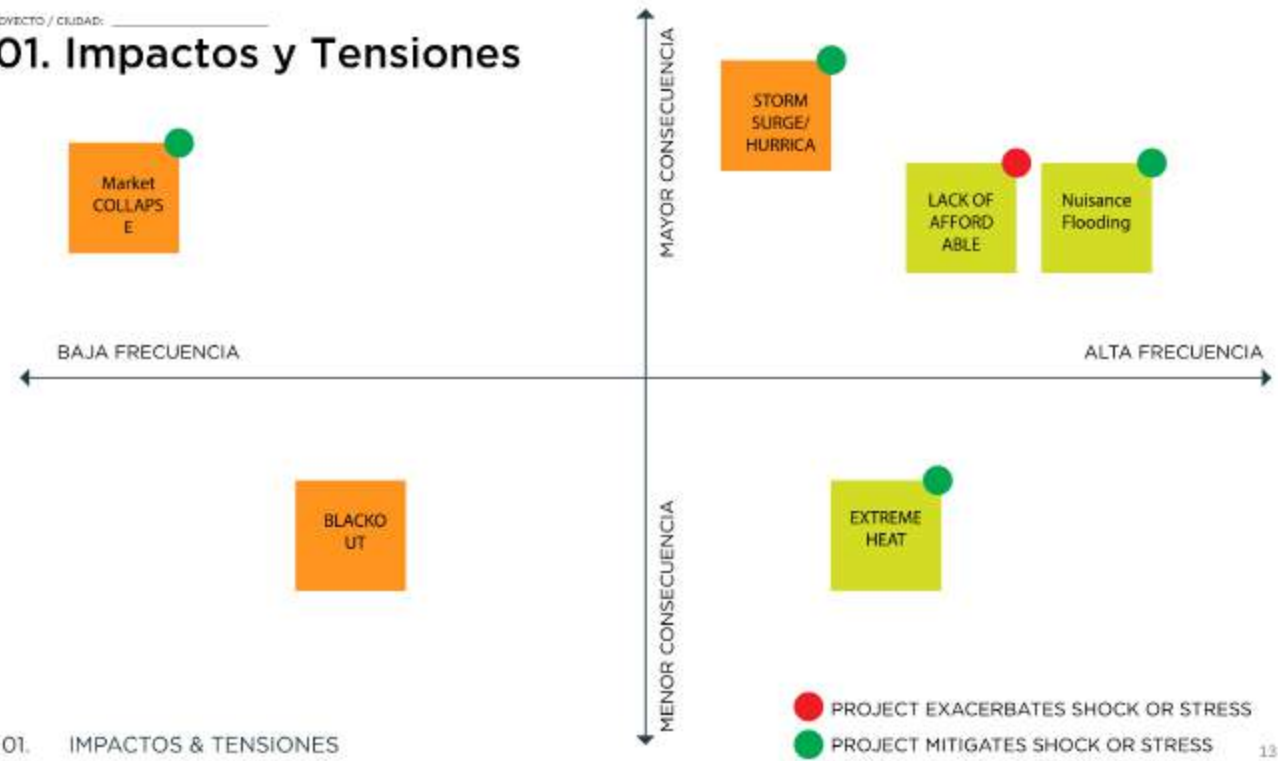 OYECTO / CIUDAD:
01. Impactos y Tensiones
MAYOR CONSECUENCIA
STORM
SURGE/
HURRICA
Market
COLLAPS
E
LACK OF
AFFORD
ABLE
Nuisance
Flooding
BAJA FRECUENCIA
ALTA FRECUENCIA
BLACKO
UT
EXTREME
HEAT
MENOR CONSECUENCIA
PROJECT EXACERBATES SHOCK OR STRESS
PROJECT MITIGATES SHOCK OR STRESS
01. IMPACTOS & TENSIONES
13